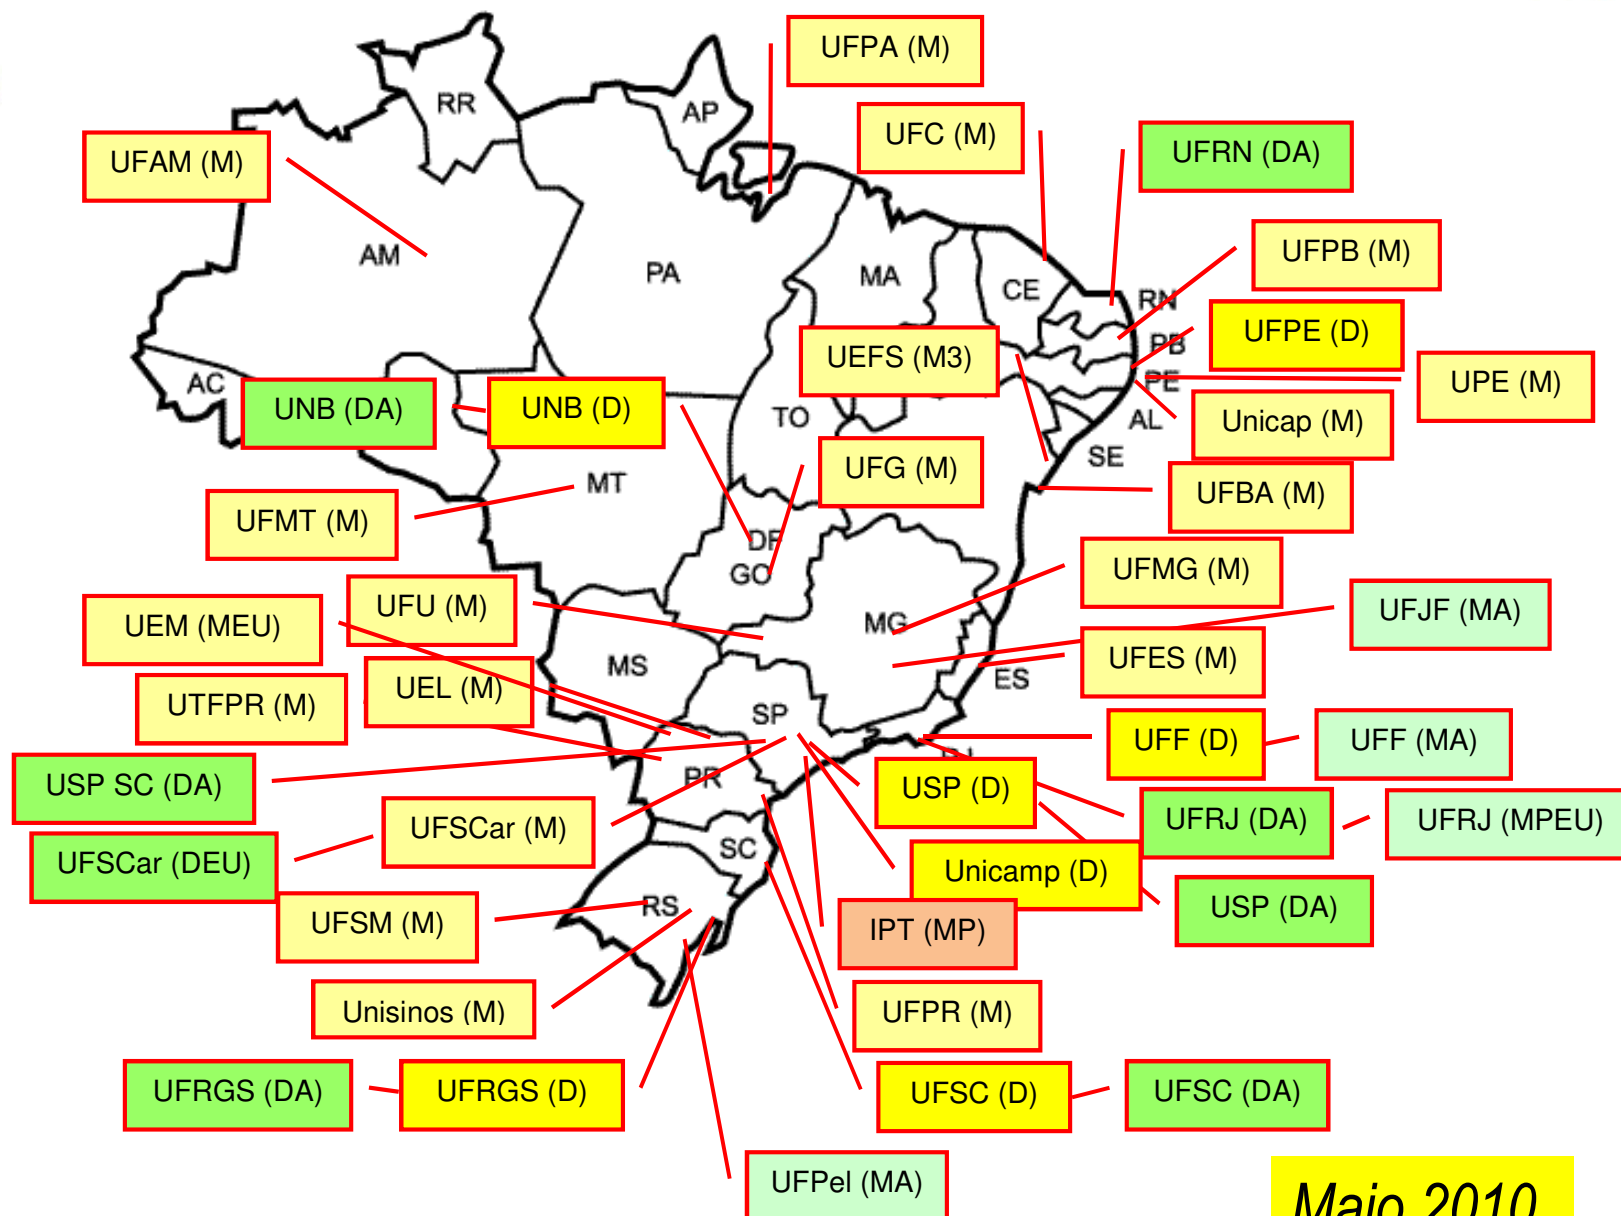 UFPA (M)
RR
AP
UFC (M)
UFRN (DA)
UFAM (M)
UFPB (M)
AM
PA
MA
CE
RN
UFPE (D)
PB
UEFS (M3)
AC
PE
UPE (M)
UNB (DA)
UNB (D)
TO
AL
Unicap (M)
SE
UFG (M)
MT
UFBA (M)
UFMT (M)
DF
GO
UFMG (M)
UFU (M)
UFJF (MA)
UEM (MEU)
MG
UFES (M)
MS
ES
UEL (M)
UTFPR (M)
SP
UFF (D)
UFF (MA)
USP SC (DA)
PR
USP (D)
UFRJ (DA)
UFRJ (MPEU)
UFSCar (M)
SC
UFSCar (DEU)
Unicamp (D)
RS
USP (DA)
UFSM (M)
IPT (MP)
Unisinos (M)
UFPR (M)
UFRGS (DA)
UFRGS (D)
UFSC (D)
UFSC (DA)
UFPel (MA)
Maio 2010